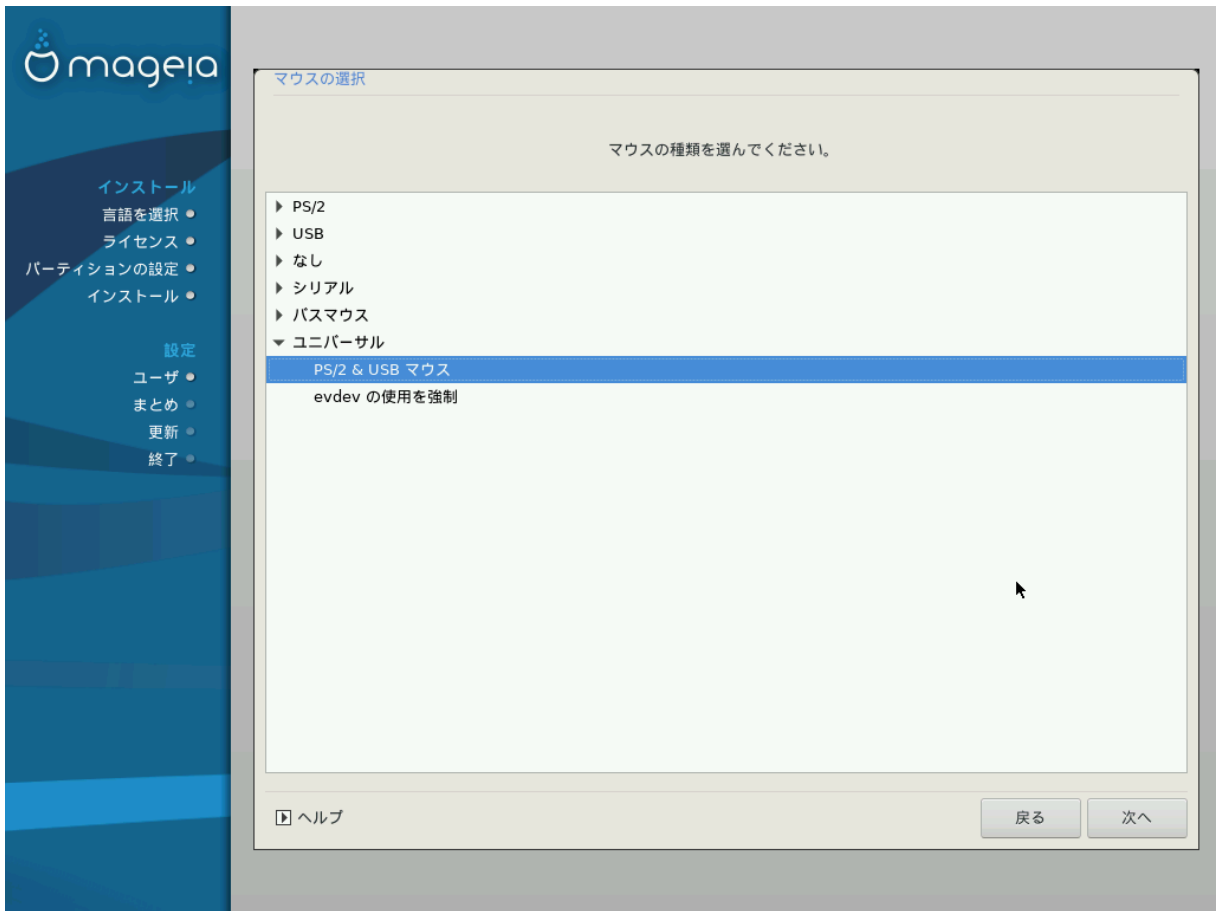 mageia
インストール
言語を選択
ライセンス
パーティションの設定
インストール
設定
ユーザ
まとめ
更新
終了
マウスの選択
マウスの種類を選んでください。
PS/2
USB
なし
シリアル
バスマウス
ユニバーサル
PS/2 & USB マウス
evdev の使用を強制
ヘルプ
戻る
次へ